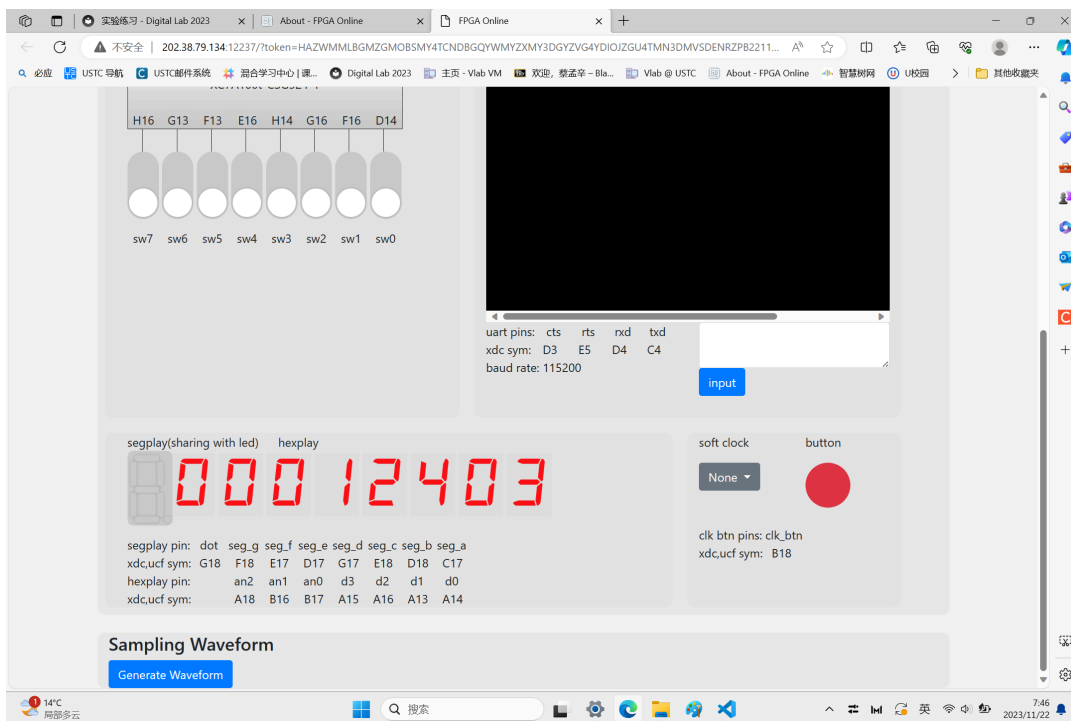 实验练习 - Digital Lab 2023
About - FPGA Online
FPGA Online
不安全
202.38.79.134:12237/?token=HAZWMMLBGMZGMOBSMY4TCNDBGQYWMYZXMY3DGYZVG4YDIOJZGU4TMN3DMVSDENRZPB2211...
必应 USTC 导航 USTC邮件系统 混合学习中心 | 课... Digital Lab 2023 主页 - Vlab VM 欢迎，蔡孟辛 – Bla... Vlab @ USTC About - FPGA Online 智慧树网 U校园 其他收藏夹
H16 G13 F13 E16 H14 G16 F16 D14
sw7 sw6 sw5 sw4 sw3 sw2 sw1 sw0
uart pins: cts rts rxd txd
xdc sym: D3 E5 D4 C4
baud rate: 115200
input
segplay(sharing with led) hexplay
00012403
segplay pin: dot seg_g seg_f seg_e seg_d seg_c seg_b seg_a
xdc,ucf sym: G18 F18 E17 D17 G17 E18 D18 C17
hexplay pin: an2 an1 an0 d3 d2 d1 d0
xdc,ucf sym: A18 B16 B17 A15 A16 A13 A14
soft clock button
None
clk btn pins: clk_btn
xdc,ucf sym: B18
Sampling Waveform
Generate Waveform
1
14°C
局部多云
搜索
英
7:46
2023/11/22